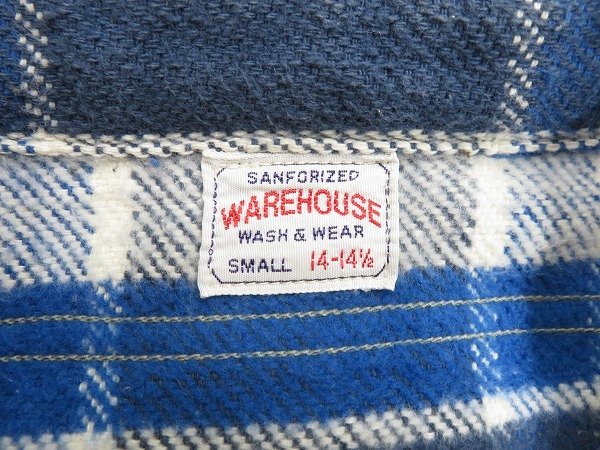 SANFORIZED
WAREHOUSE
WASH & WEAR
SMALL 14-14½